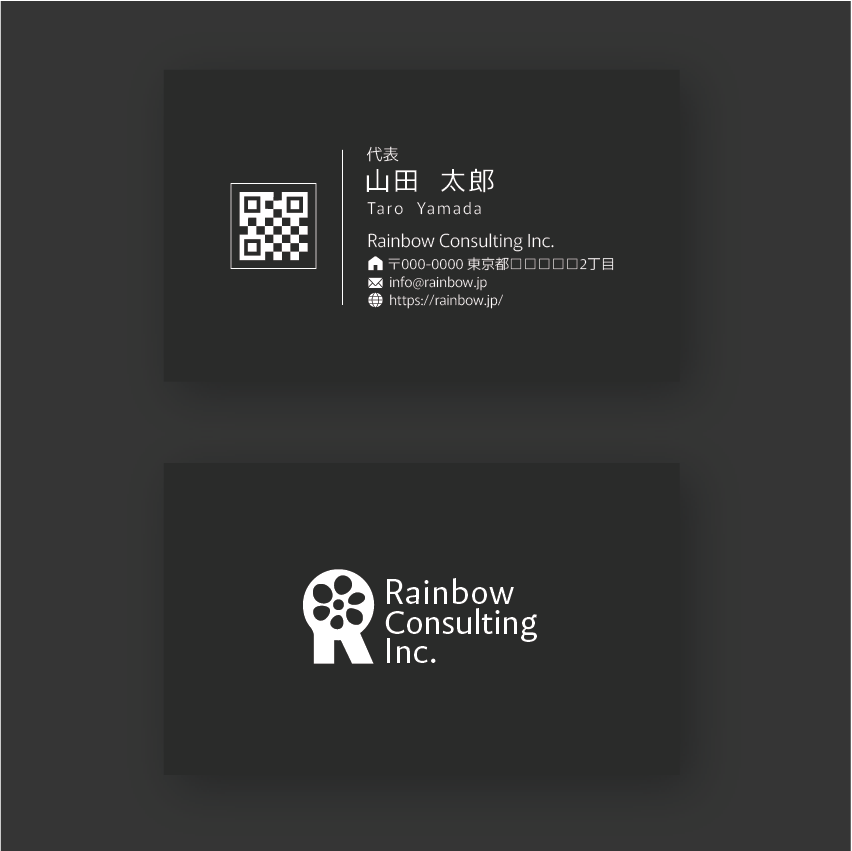 代表
山田 太郎
Taro Yamada
Rainbow Consulting Inc.
〒000-0000 東京都□□□□□2丁目
info@rainbow.jp
https://rainbow.jp/
Rainbow
Consulting
Inc.